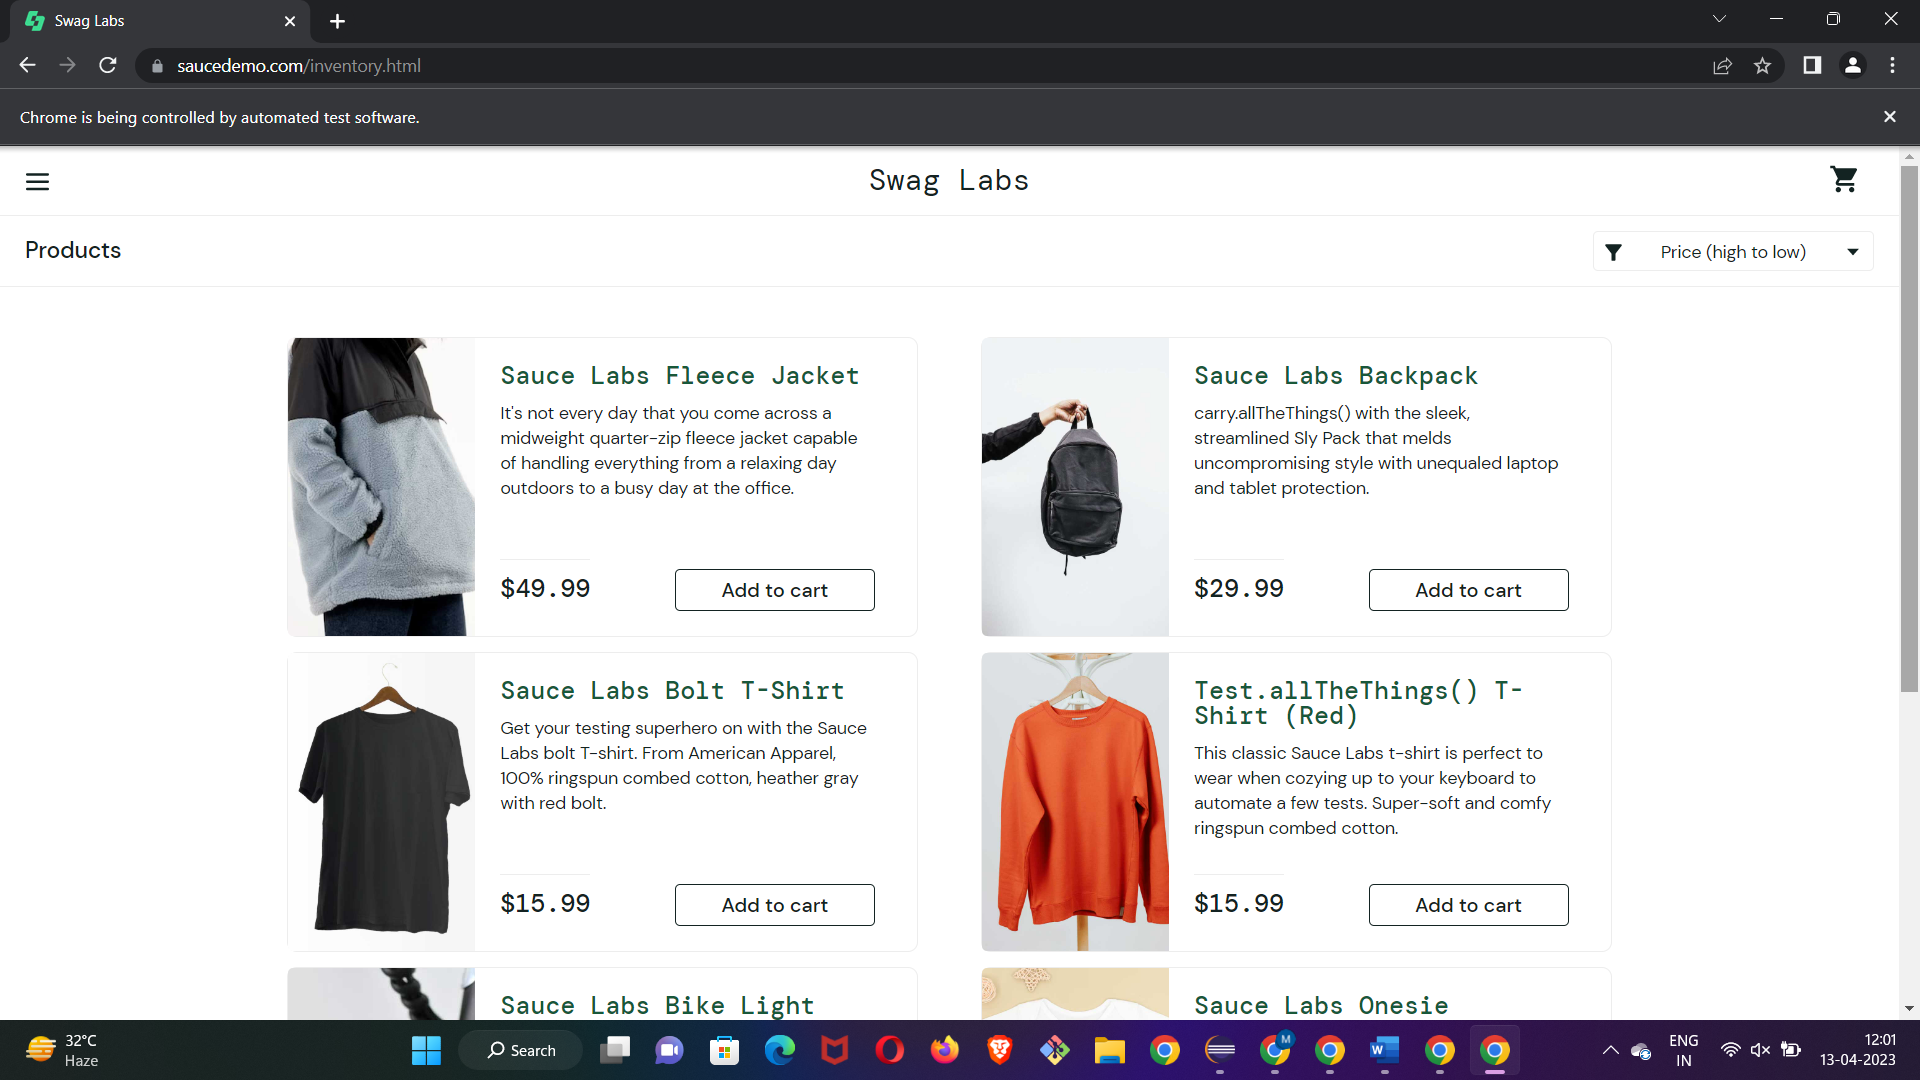 Swag Labs
saucedemo.com/inventory.html
Chrome is being controlled by automated test software.
Swag Labs
Products
Price (high to low)
Sauce Labs Fleece Jacket
It's not every day that you come across a
midweight quarter-zip fleece jacket capable
of handling everything from a relaxing day
outdoors to a busy day at the office.
$49.99
Add to cart
Sauce Labs Backpack
carry.allTheThings() with the sleek,
streamlined Sly Pack that melds
uncompromising style with unequaled laptop
and tablet protection.
$29.99
Add to cart
Sauce Labs Bolt T-Shirt
Get your testing superhero on with the Sauce
Labs bolt T-shirt. From American Apparel,
100% ringspun combed cotton, heather gray
with red bolt.
$15.99
Add to cart
Test.allTheThings() T-
Shirt (Red)
This classic Sauce Labs t-shirt is perfect to
wear when cozying up to your keyboard to
automate a few tests. Super-soft and comfy
ringspun combed cotton.
$15.99
Add to cart
Sauce Labs Bike Light
Sauce Labs Onesie
32°C
Haze
Search
M
W
ENG
IN
12:01
13-04-2023